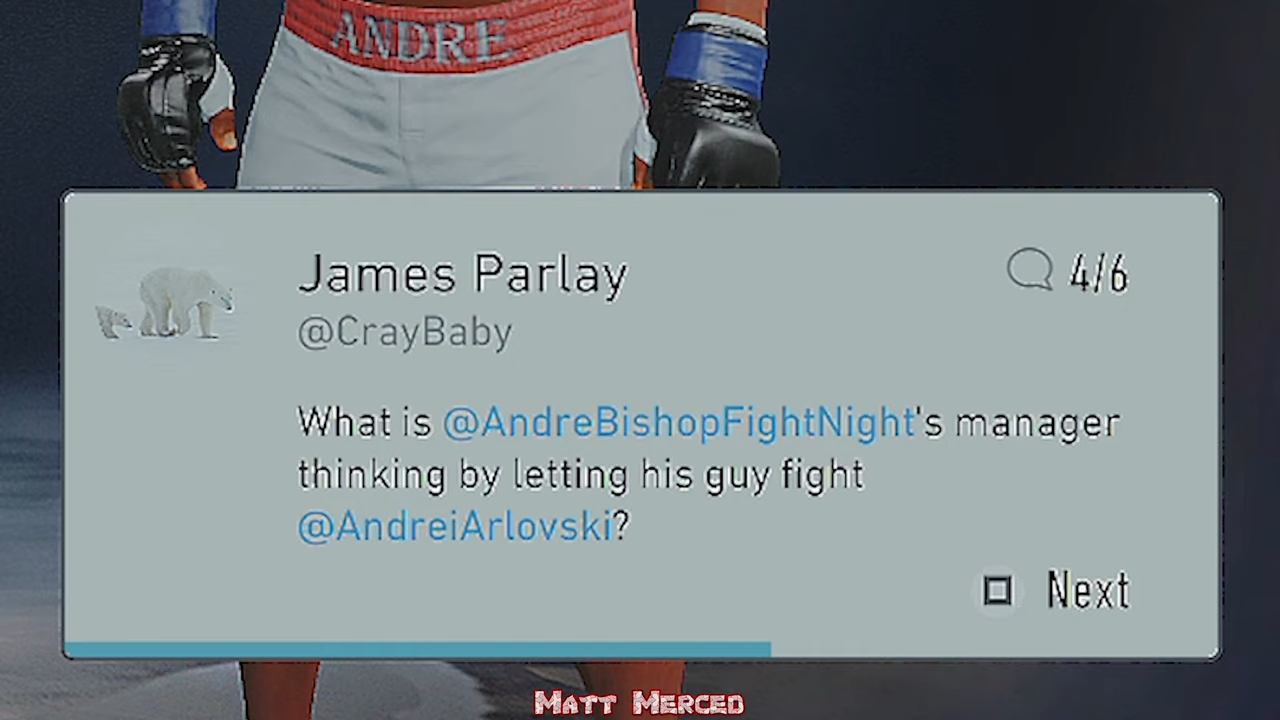 ANDRE
James Parlay
4/6
@CrayBaby
What is @AndreBishopFightNight's manager
thinking by letting his guy fight
@AndreiArlovski?
Next
MATT MERCED